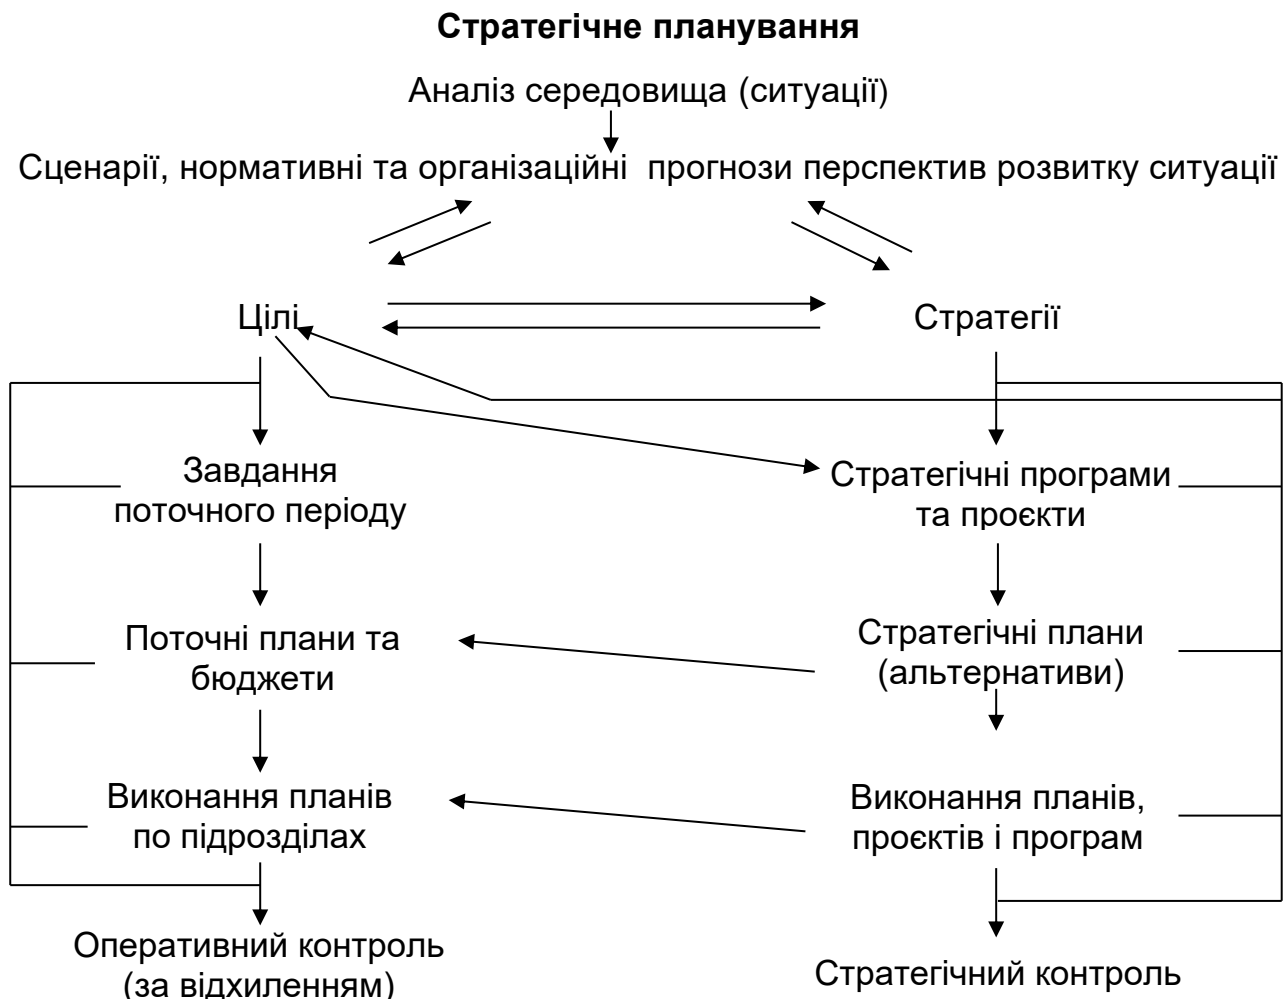 Стратегічне планування
Аналіз середовища (ситуації)
Сценарії, нормативні та організаційні прогнози перспектив розвитку ситуації
Цілі
Стратегії
Завдання
поточного періоду
Стратегічні програми
та проєкти
Поточні плани та
бюджети
Стратегічні плани
(альтернативи)
Виконання планів
по підрозділах
Виконання планів,
проєктів і програм
Оперативний контроль
(за відхиленням)
Стратегічний контроль